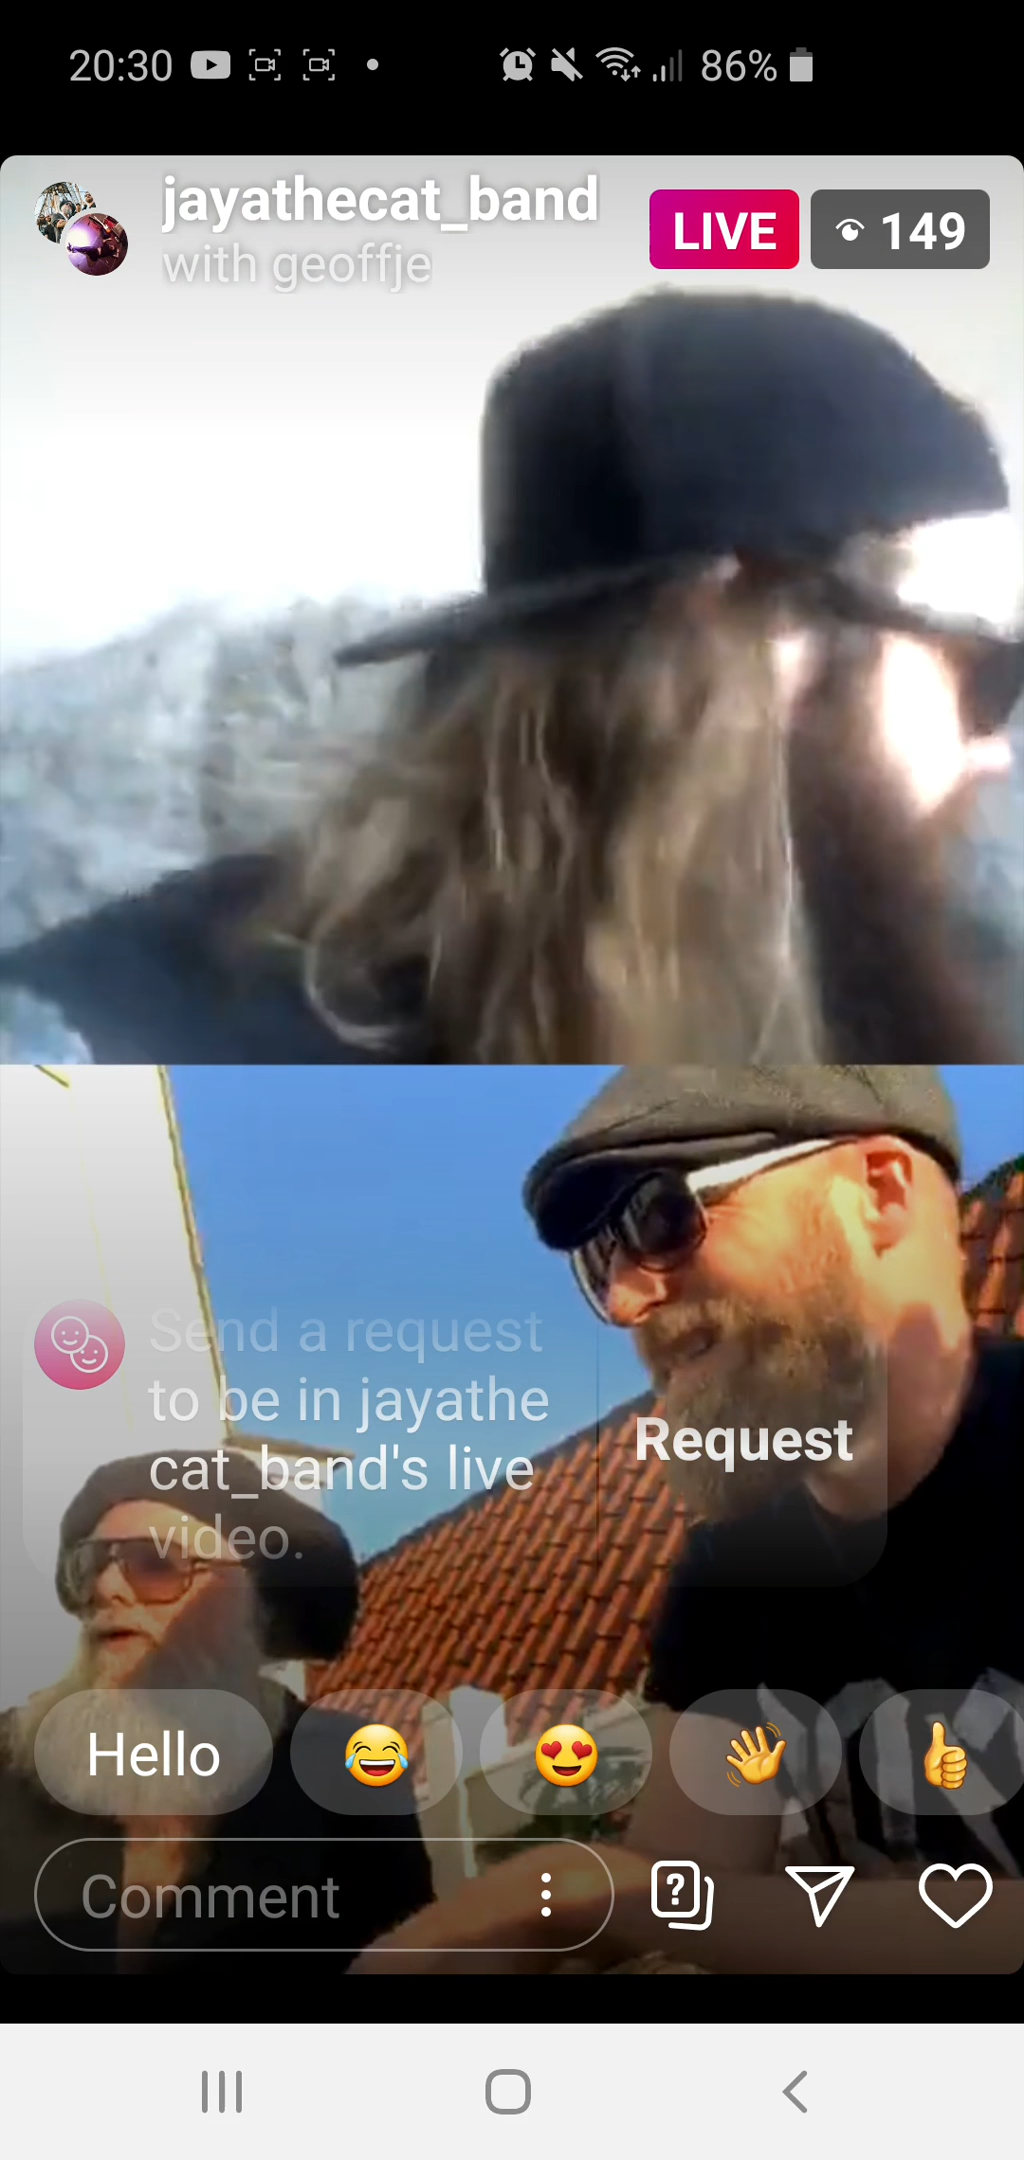 20:30 86%
jayathecat_band
with geoffje
LIVE 149
Send a request
to be in jayathe
cat_band's live
video.
Request
Hello
Comment